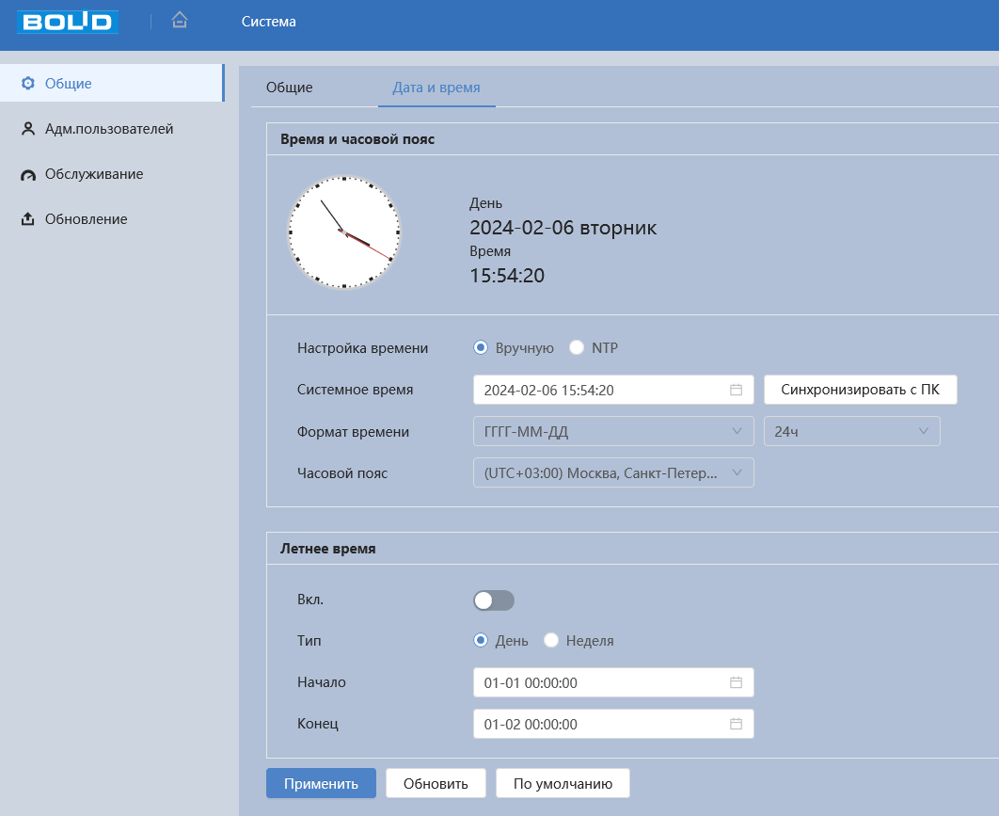 BOLID
Система
Общие
Адм.пользователей
Обслуживание
Обновление
Общие Дата и время
Время и часовой пояс
День
2024-02-06 вторник
Время
15:54:20
Настройка времени Вручную NTP
Системное время 2024-02-06 15:54:20 Синхронизировать с ПК
Формат времени ГГГГ-ММ-ДД 24ч
Часовой пояс (UTC+03:00) Москва, Санкт-Петер...
Летнее время
Вкл.
Тип День Неделя
Начало 01-01 00:00:00
Конец 01-02 00:00:00
Применить Обновить По умолчанию